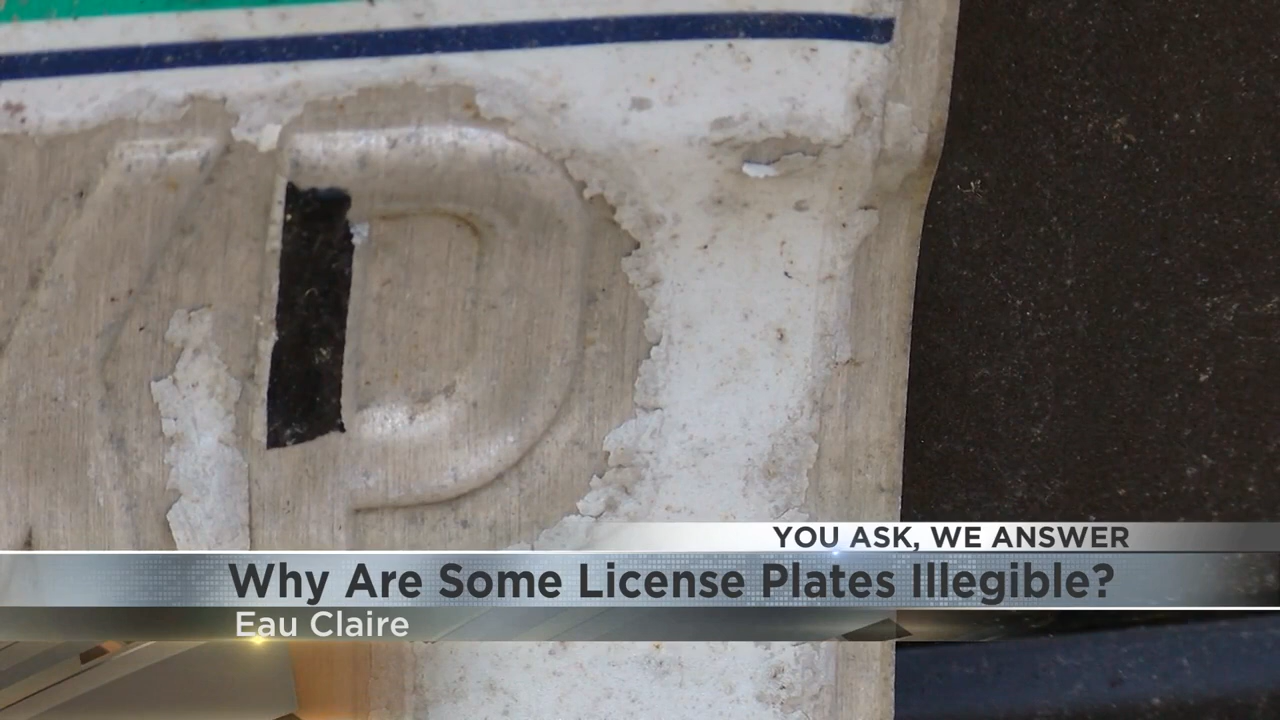 P
YOU ASK, WE ANSWER
Why Are Some License Plates Illegible?
Eau Claire